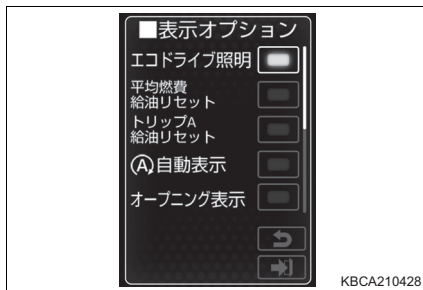 ■表示オプション
エコドライブ照明
平均燃費
給油リセット
トリップA
給油リセット
Ⓐ自動表示
オープニング表示
KBCA210428